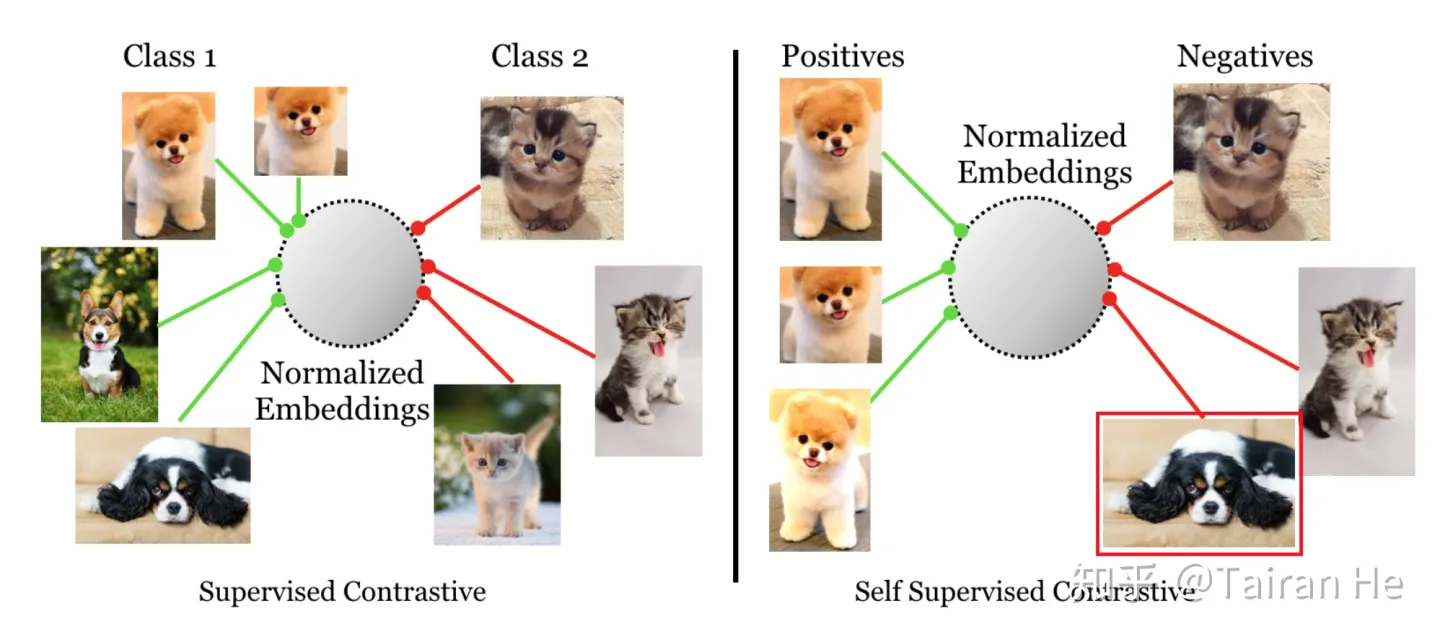 Class 1
Class 2
Normalized
Embeddings
Supervised Contrastive
Positives
Negatives
Normalized
Embeddings
Self Supervised Contrastive
知乎 @Tairan He